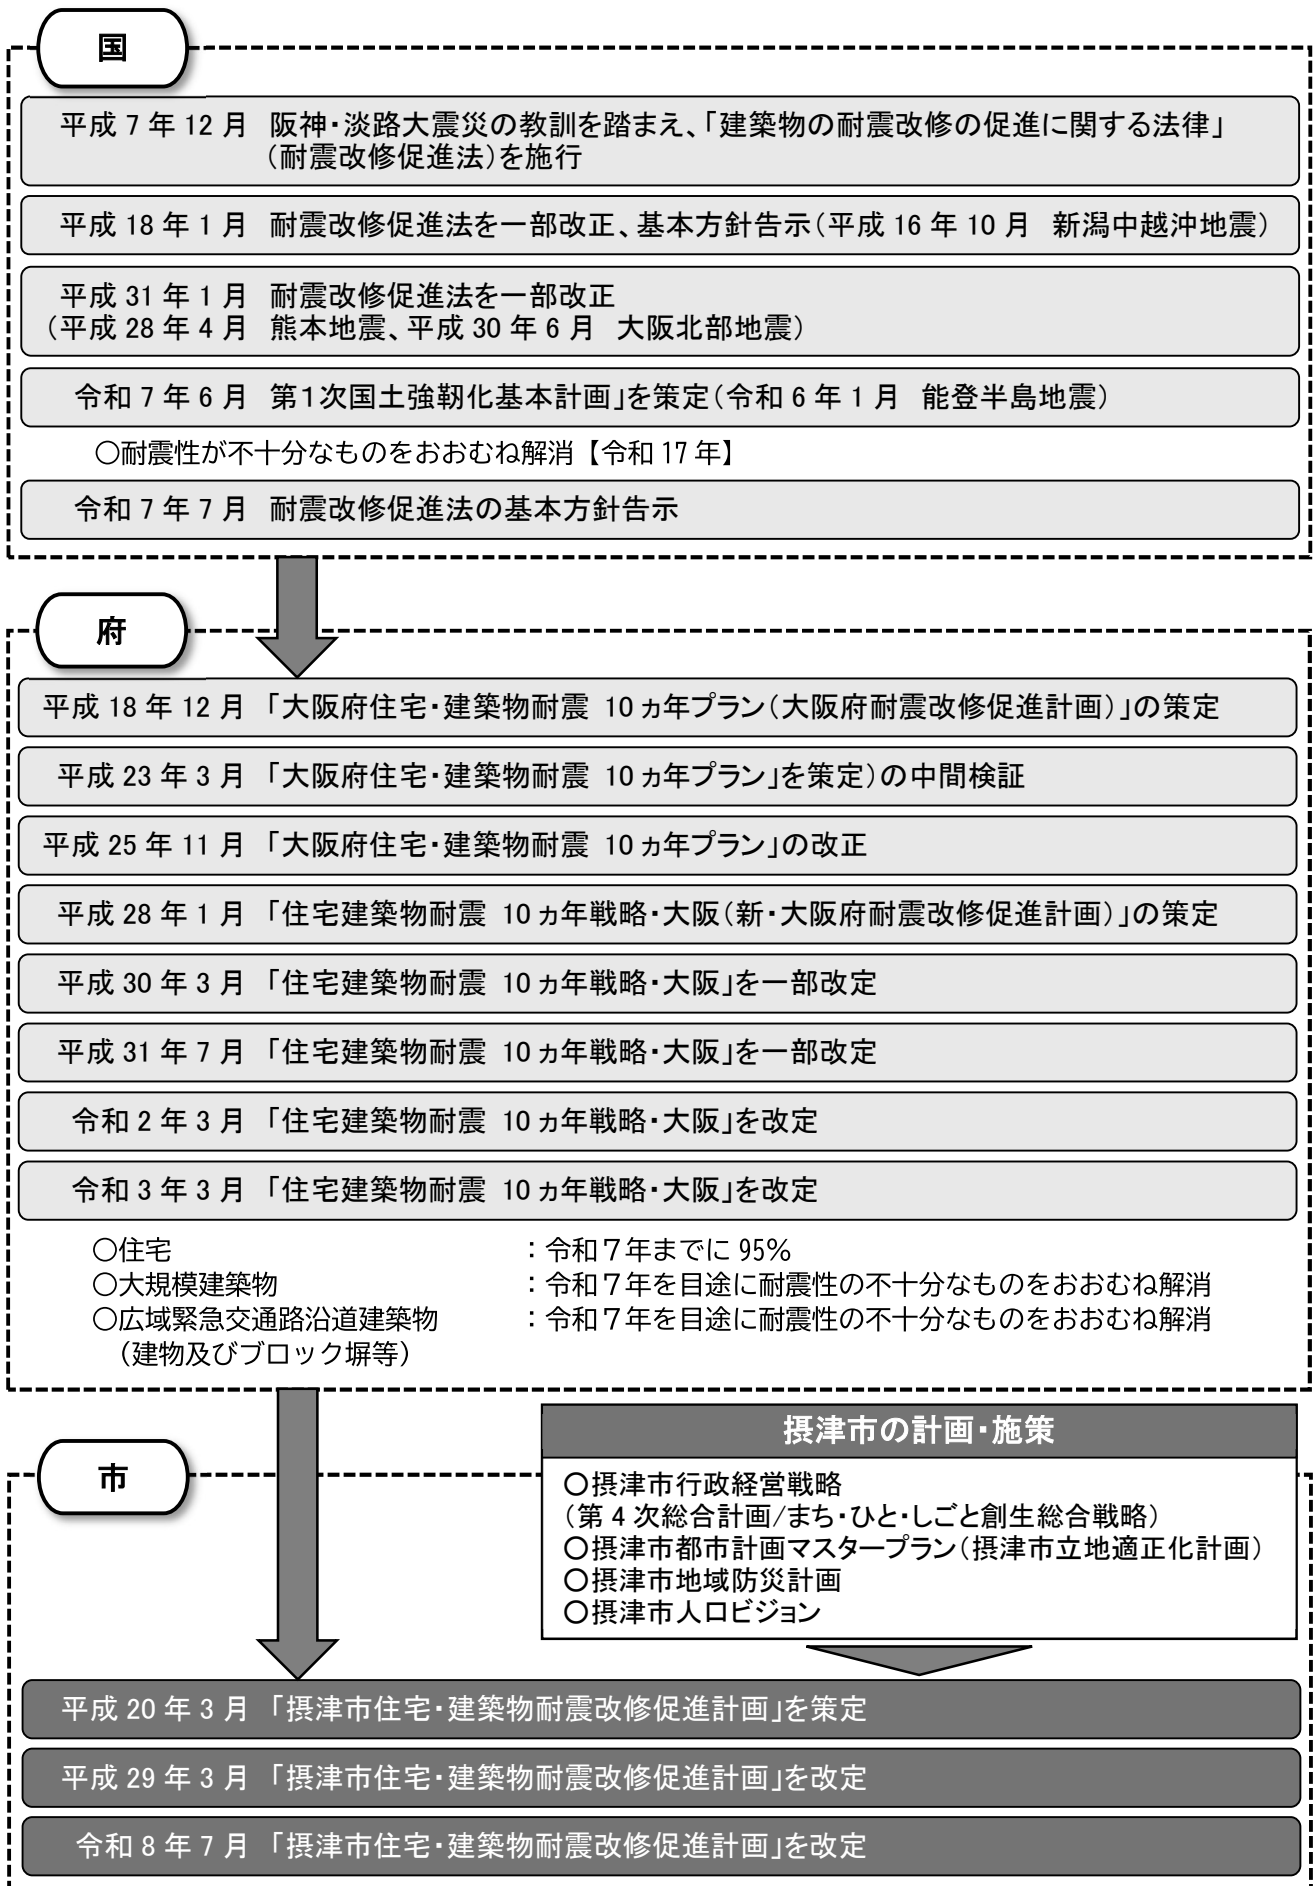 国
平成 7 年 12 月 阪神・淡路大震災の教訓を踏まえ、「建築物の耐震改修の促進に関する法律」
(耐震改修促進法)を施行
平成 18 年 1 月 耐震改修促進法を一部改正、基本方針告示(平成 16 年 10 月 新潟中越沖地震)
平成 31 年 1 月 耐震改修促進法を一部改正
(平成 28 年 4 月 熊本地震、平成 30 年 6 月 大阪北部地震)
令和 7 年 6 月 第1次国土強靭化基本計画」を策定(令和 6 年 1 月 能登半島地震)
○耐震性が不十分なものをおおむね解消【令和 17 年】
令和 7 年 7 月 耐震改修促進法の基本方針告示
府
平成 18 年 12 月 「大阪府住宅・建築物耐震 10 ヵ年プラン(大阪府耐震改修促進計画)」の策定
平成 23 年 3 月 「大阪府住宅・建築物耐震 10 ヵ年プラン」を策定)の中間検証
平成 25 年 11 月 「大阪府住宅・建築物耐震 10 ヵ年プラン」の改正
平成 28 年 1 月 「住宅建築物耐震 10 ヵ年戦略・大阪(新・大阪府耐震改修促進計画)」の策定
平成 30 年 3 月 「住宅建築物耐震 10 ヵ年戦略・大阪」を一部改定
平成 31 年 7 月 「住宅建築物耐震 10 ヵ年戦略・大阪」を一部改定
令和 2 年 3 月 「住宅建築物耐震 10 ヵ年戦略・大阪」を改定
令和 3 年 3 月 「住宅建築物耐震 10 ヵ年戦略・大阪」を改定
○住宅 :令和7年までに 95%
○大規模建築物 :令和7年を目途に耐震性の不十分なものをおおむね解消
○広域緊急交通路沿道建築物 :令和7年を目途に耐震性の不十分なものをおおむね解消
(建物及びブロック塀等)
摂津市の計画・施策
○摂津市行政経営戦略
(第 4 次総合計画/まち・ひと・しごと創生総合戦略)
○摂津市都市計画マスタープラン(摂津市立地適正化計画)
○摂津市地域防災計画
○摂津市人口ビジョン
市
平成 20 年 3 月 「摂津市住宅・建築物耐震改修促進計画」を策定
平成 29 年 3 月 「摂津市住宅・建築物耐震改修促進計画」を改定
令和 8 年 7 月 「摂津市住宅・建築物耐震改修促進計画」を改定